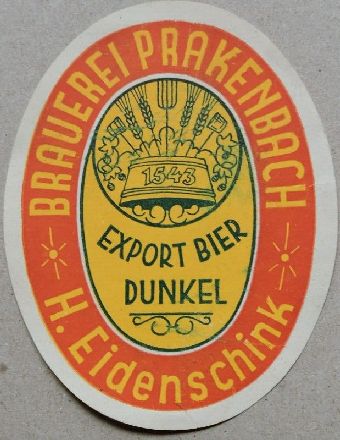 BRAUEREI PRAKENBACH
1543
EXPORT BIER
DUNKEL
H. Eidenschink